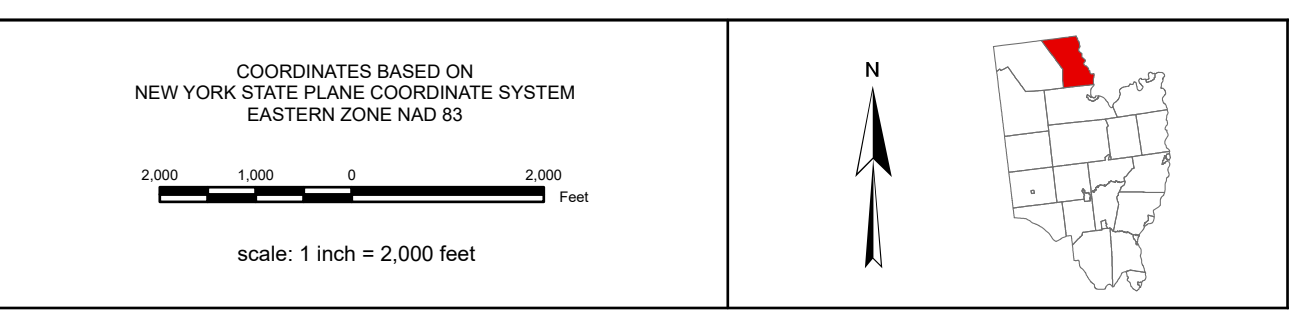 COORDINATES BASED ON
NEW YORK STATE PLANE COORDINATE SYSTEM
EASTERN ZONE NAD 83
2,000 1,000 0 2,000
Feet
scale: 1 inch = 2,000 feet
N